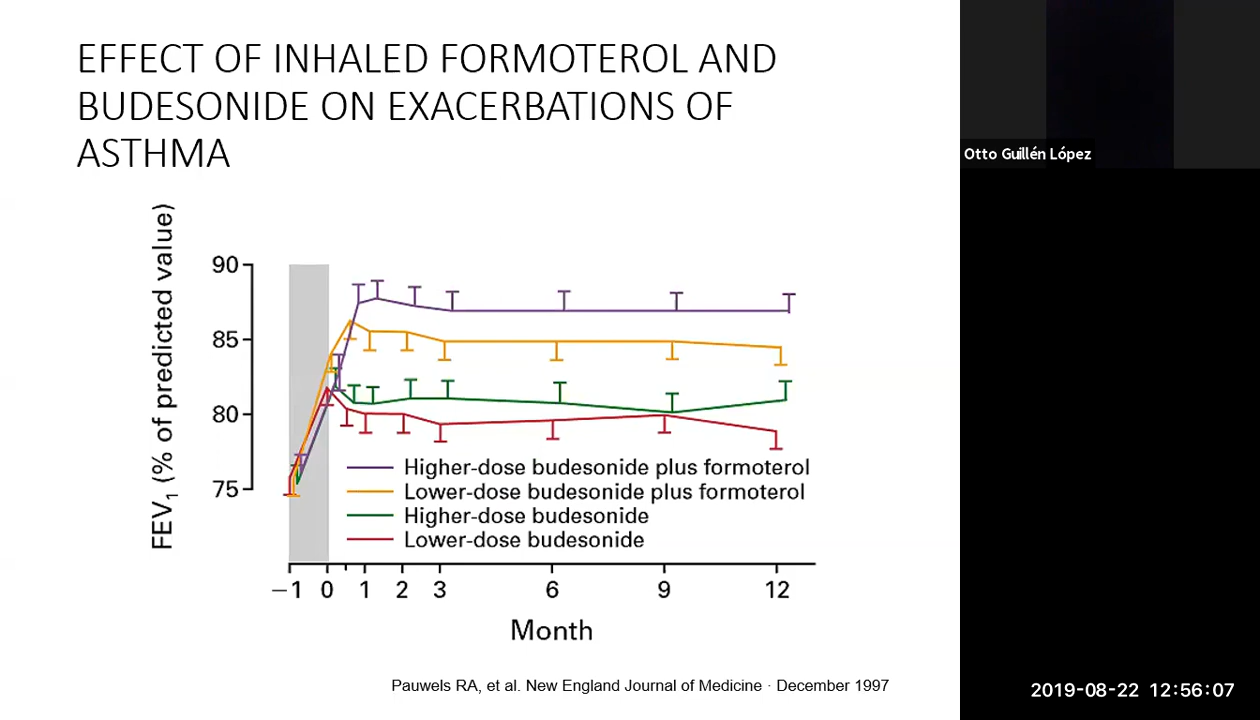 EFFECT OF INHALED FORMOTEROL AND
BUDESONIDE ON EXACERBATIONS OF
ASTHMA
Otto Guillén López
FEV1 (% of predicted value)
90
85
80
75
Higher-dose budesonide plus formoterol
Lower-dose budesonide plus formoterol
Higher-dose budesonide
Lower-dose budesonide
−1 0 1 2 3 6 9 12
Month
Pauwels RA, et al. New England Journal of Medicine · December 1997
2019-08-22 12:56:07